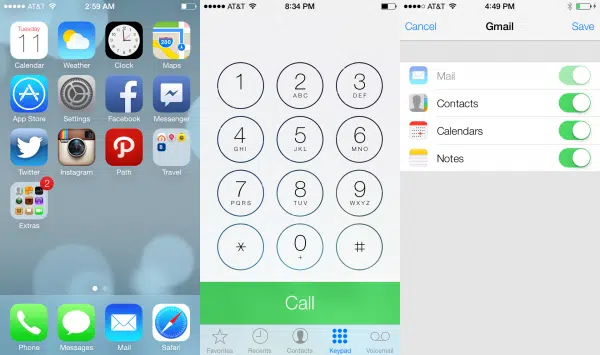 AT&T 2:59 AM
Tuesday
11
280
Calendar Weather Clock Maps
App Store Settings Facebook Messenger
Twitter Instagram Path Travel
2
Extras
Phone Messages Mail Safari
AT&T 8:34 PM
1 2 3
ABC DEF
4 5 6
GHI JKL MNO
7 8 9
PQRS TUV WXYZ
* 0 #
+
Call
Favorites Recents Contacts Keypad Voicemail
AT&T 4:49 PM
Cancel Gmail Save
Mail
Contacts
Calendars
Notes